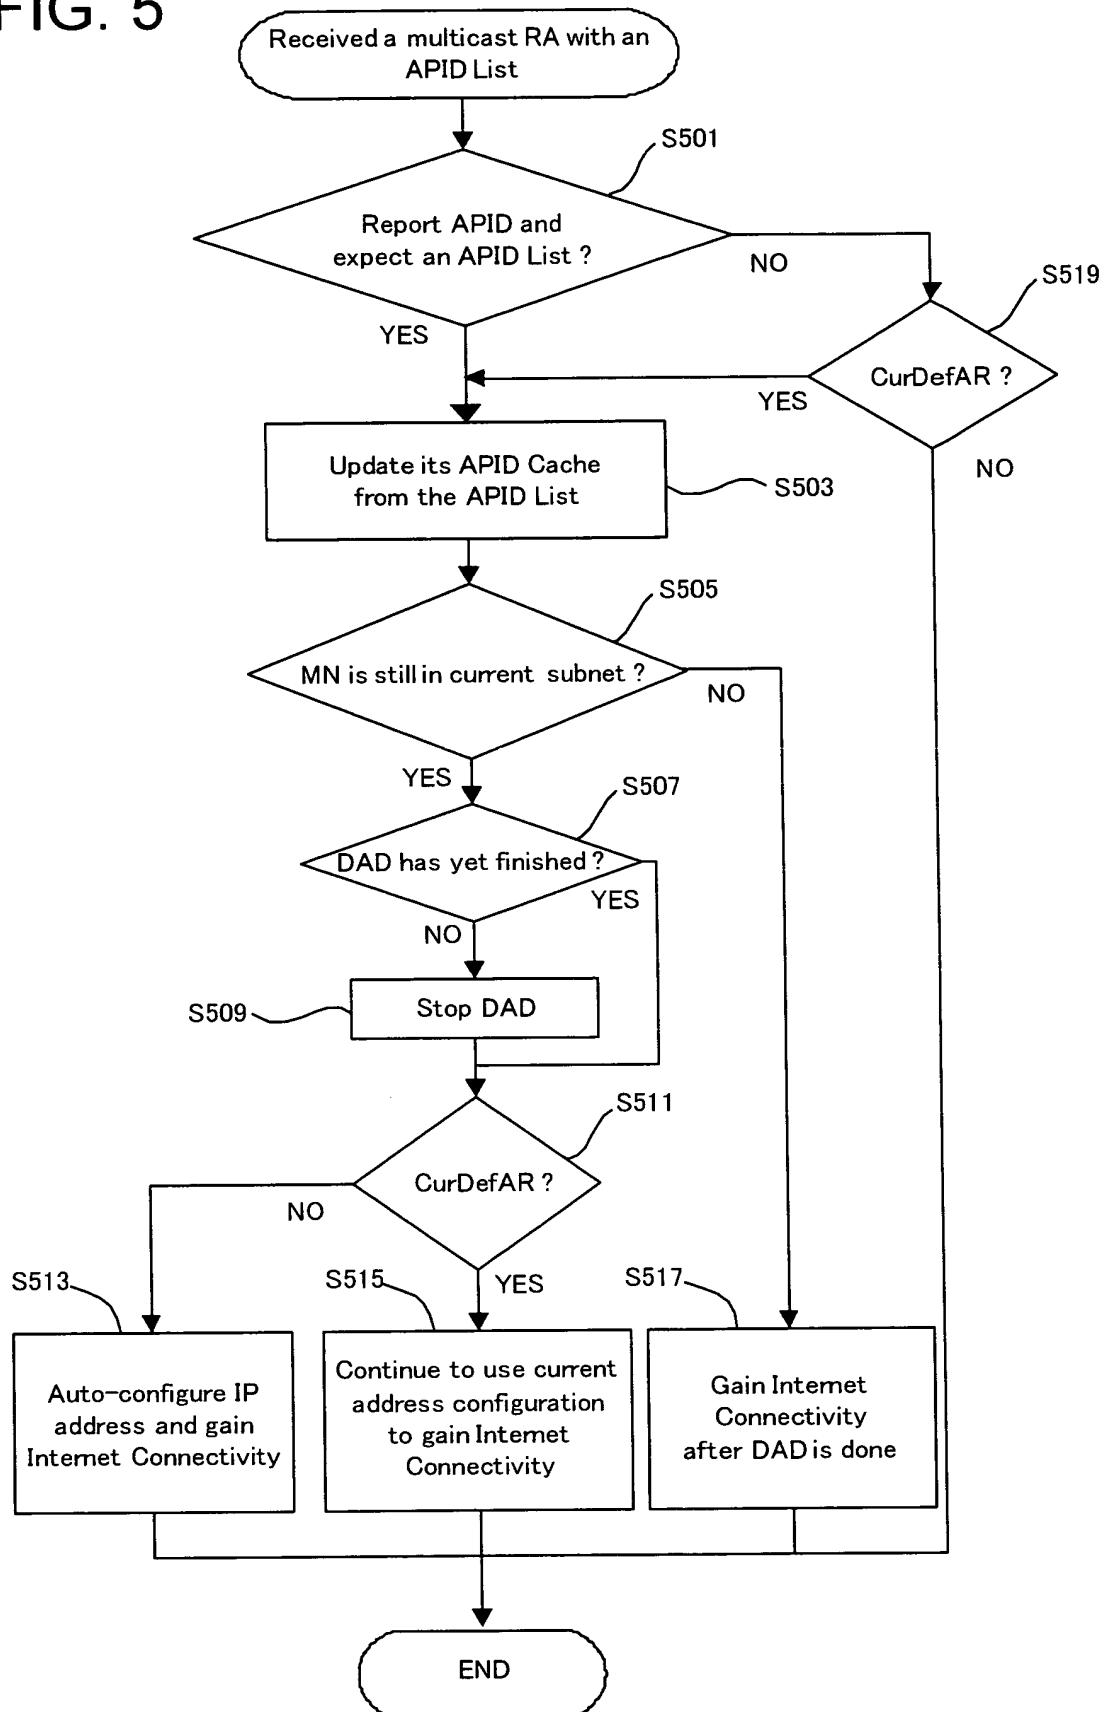 FIG. 5
Received a multicast RA with an
APID List
S501
Report APID and
expect an APID List ?
NO
S519
YES
CurDefAR ?
YES
NO
Update its APID Cache
from the APID List
S503
S505
MN is still in current subnet ?
NO
YES
S507
DAD has yet finished ?
YES
NO
S509
Stop DAD
S511
CurDefAR ?
NO
YES
S513
S515
S517
Auto-configure IP
address and gain
Internet Connectivity
Continue to use current
address configuration
to gain Internet
Connectivity
Gain Internet
Connectivity
after DAD is done
END